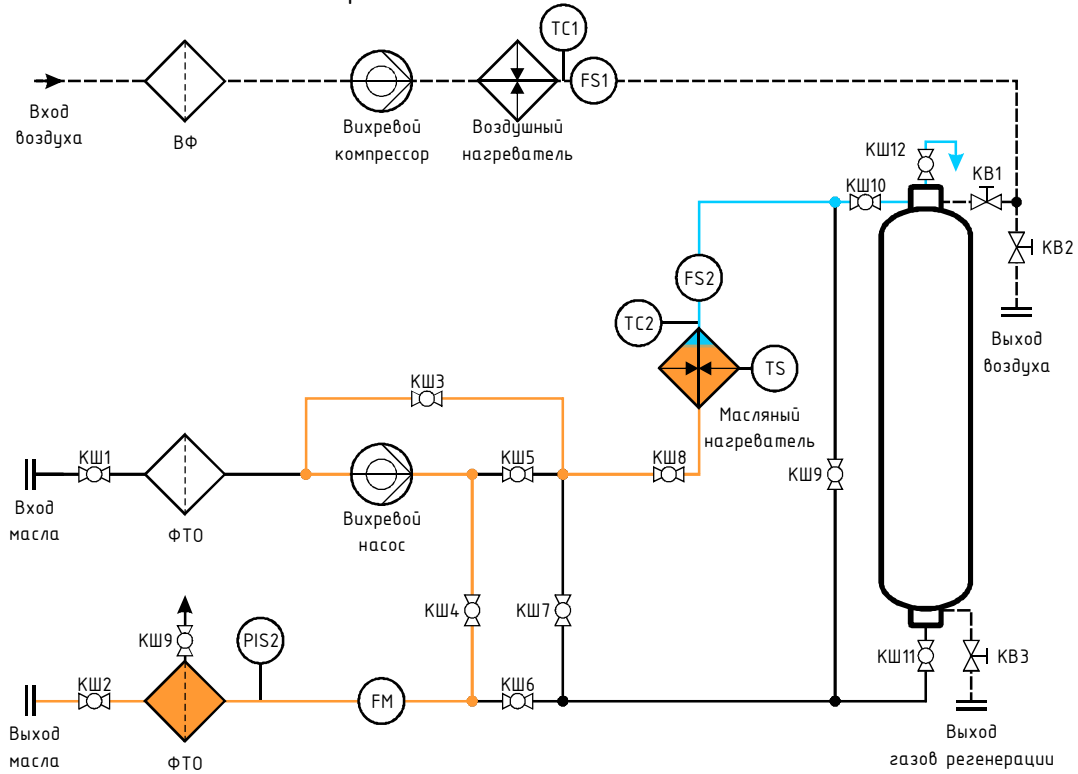 TC1
FS1
Вход
воздуха
ВФ
Вихревой
компрессор
Воздушный
нагреватель
КШ12
КШ10
КВ1
КВ2
FS2
TC2
TS
Выход
воздуха
Масляный
нагреватель
КШ3
КШ1
КШ5
КШ8
КШ9
Вход
масла
ФТО
Вихревой
насос
КШ4
КШ7
КШ9
PIS2
КШ2
FM
КШ6
КШ11
КВ3
Выход
масла
ФТО
Выход
газов регенерации